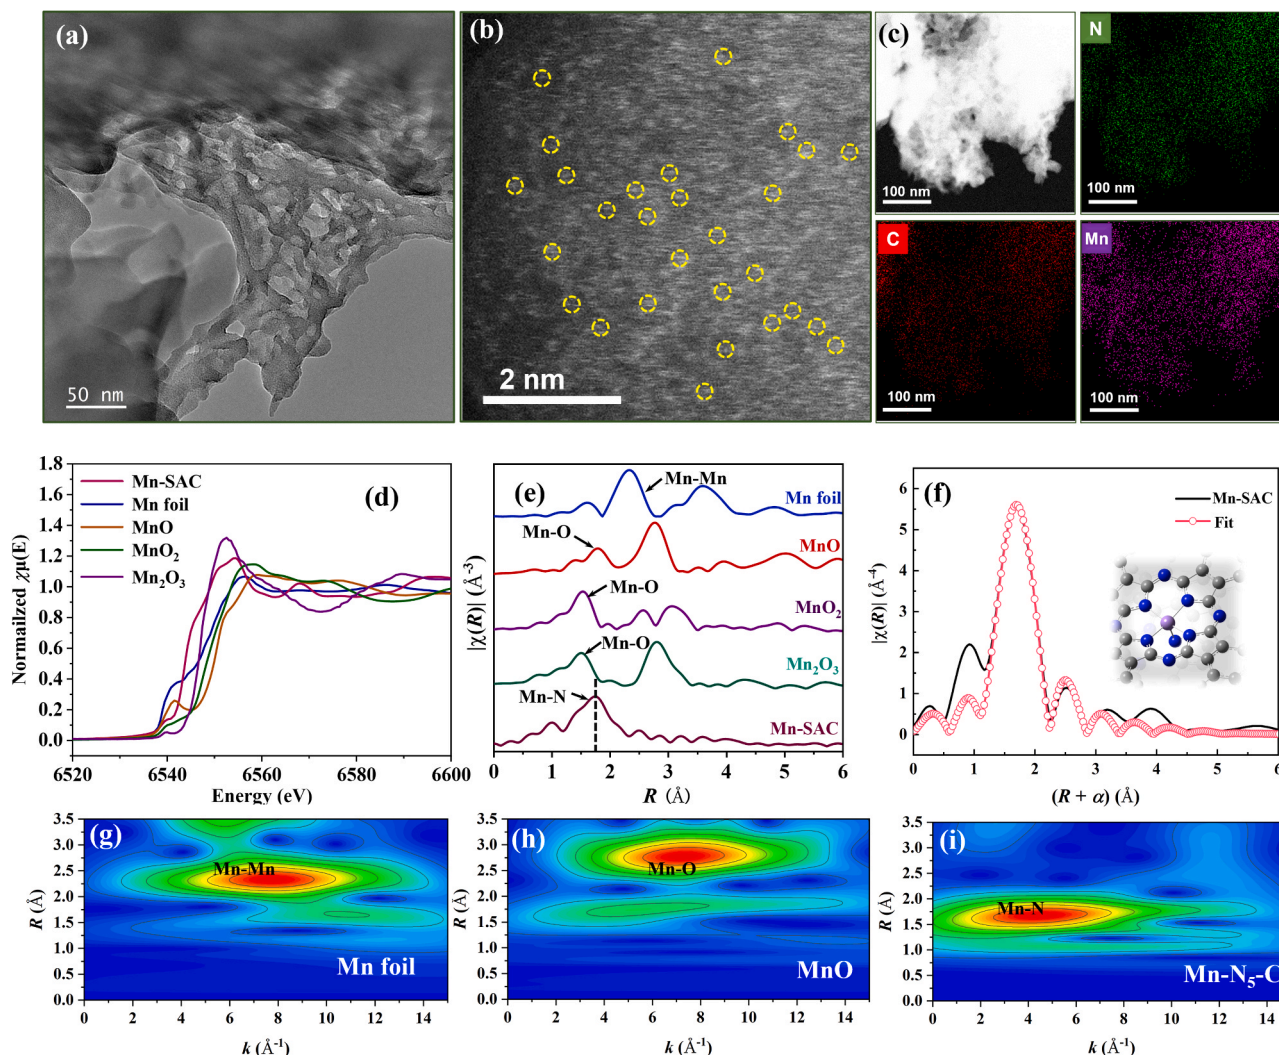 (a)
50 nm
(b)
2 nm
(c)
100 nm
N
100 nm
C
100 nm
Mn
100 nm
(d)
Mn-SAC
Mn foil
MnO
MnO₂
Mn₂O₃
Normailzed χμ(E)
1.8
1.6
1.4
1.2
1.0
0.8
0.6
0.4
0.2
0.0
6520 6540 6560 6580 6600
Energy (eV)
(e)
Mn-Mn
Mn foil
Mn-O
MnO
Mn-O
MnO₂
Mn-O
Mn₂O₃
Mn-N
Mn-SAC
|χ(R)| (Å⁻³)
0 1 2 3 4 5 6
R (Å)
(f)
Mn-SAC
Fit
|χ(R)| (Å⁻⁴)
6
5
4
3
2
1
0
0 1 2 3 4 5 6
(R + α) (Å)
(g)
Mn-Mn
Mn foil
R (Å)
3.5
3.0
2.5
2.0
1.5
1.0
0.5
0.0
0 2 4 6 8 10 12 14
k (Å⁻¹)
(h)
Mn-O
MnO
R (Å)
3.5
3.0
2.5
2.0
1.5
1.0
0.5
0.0
0 2 4 6 8 10 12 14
k (Å⁻¹)
(i)
Mn-N
Mn-N₅-C
R (Å)
3.5
3.0
2.5
2.0
1.5
1.0
0.5
0.0
0 2 4 6 8 10 12 14
k (Å⁻¹)